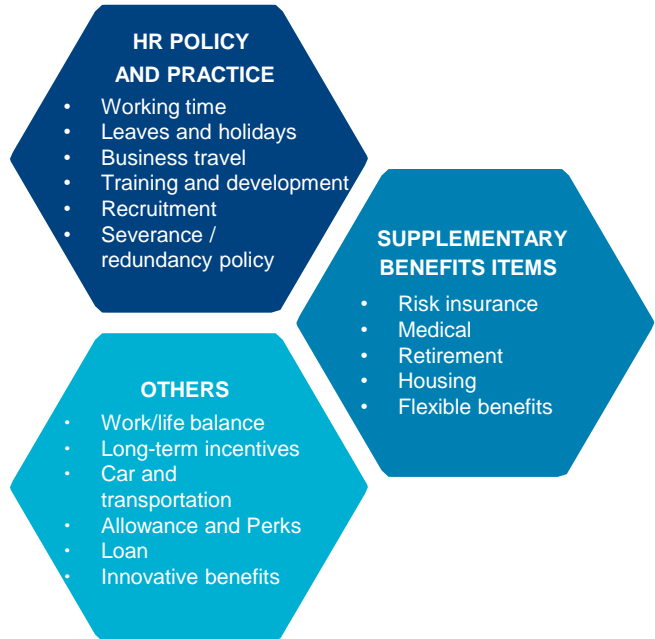 HR POLICY
AND PRACTICE
• Working time
• Leaves and holidays
• Business travel
• Training and development
• Recruitment
• Severance /
redundancy policy
SUPPLEMENTARY
BENEFITS ITEMS
• Risk insurance
• Medical
• Retirement
• Housing
• Flexible benefits
OTHERS
• Work/life balance
• Long-term incentives
• Car and
transportation
• Allowance and Perks
• Loan
• Innovative benefits